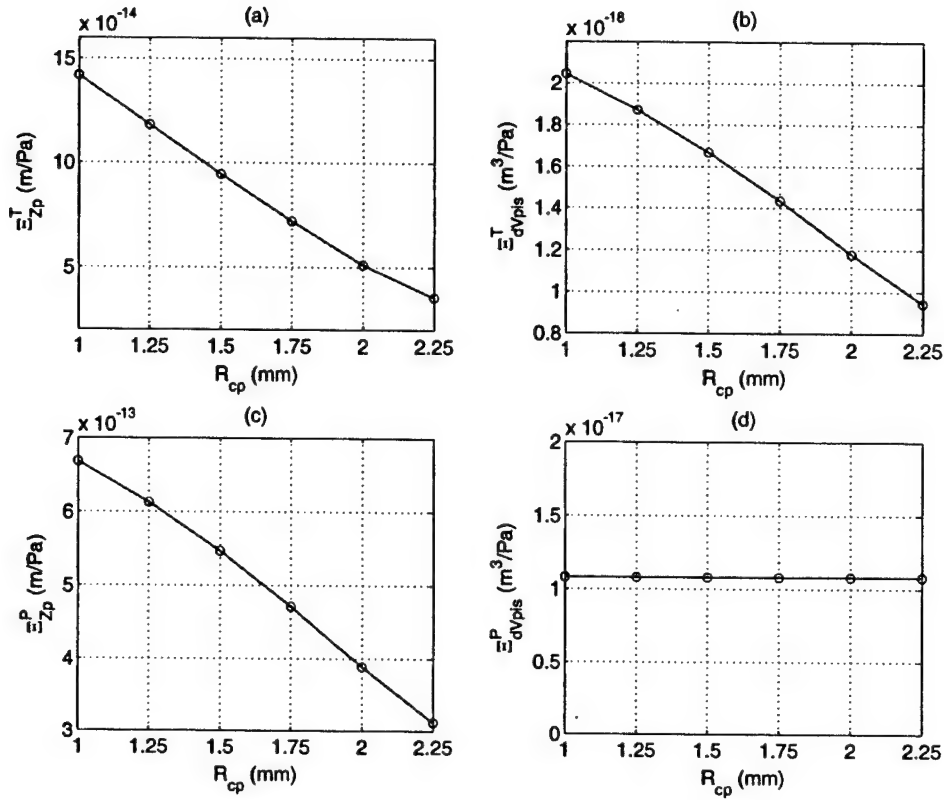 (a)
x 10^-14
15
10
5
1 1.25 1.5 1.75 2 2.25
R_cp (mm)
Ξ^T_Zp (m/Pa)
(b)
x 10^-18
2
1.8
1.6
1.4
1.2
1
0.8
1 1.25 1.5 1.75 2 2.25
R_cp (mm)
Ξ^T_dVpis (m^3/Pa)
(c)
x 10^-13
7
6
5
4
3
1 1.25 1.5 1.75 2 2.25
R_cp (mm)
Ξ^P_Zp (m/Pa)
(d)
x 10^-17
2
1.5
1
0.5
0
1 1.25 1.5 1.75 2 2.25
R_cp (mm)
Ξ^P_dVpis (m^3/Pa)